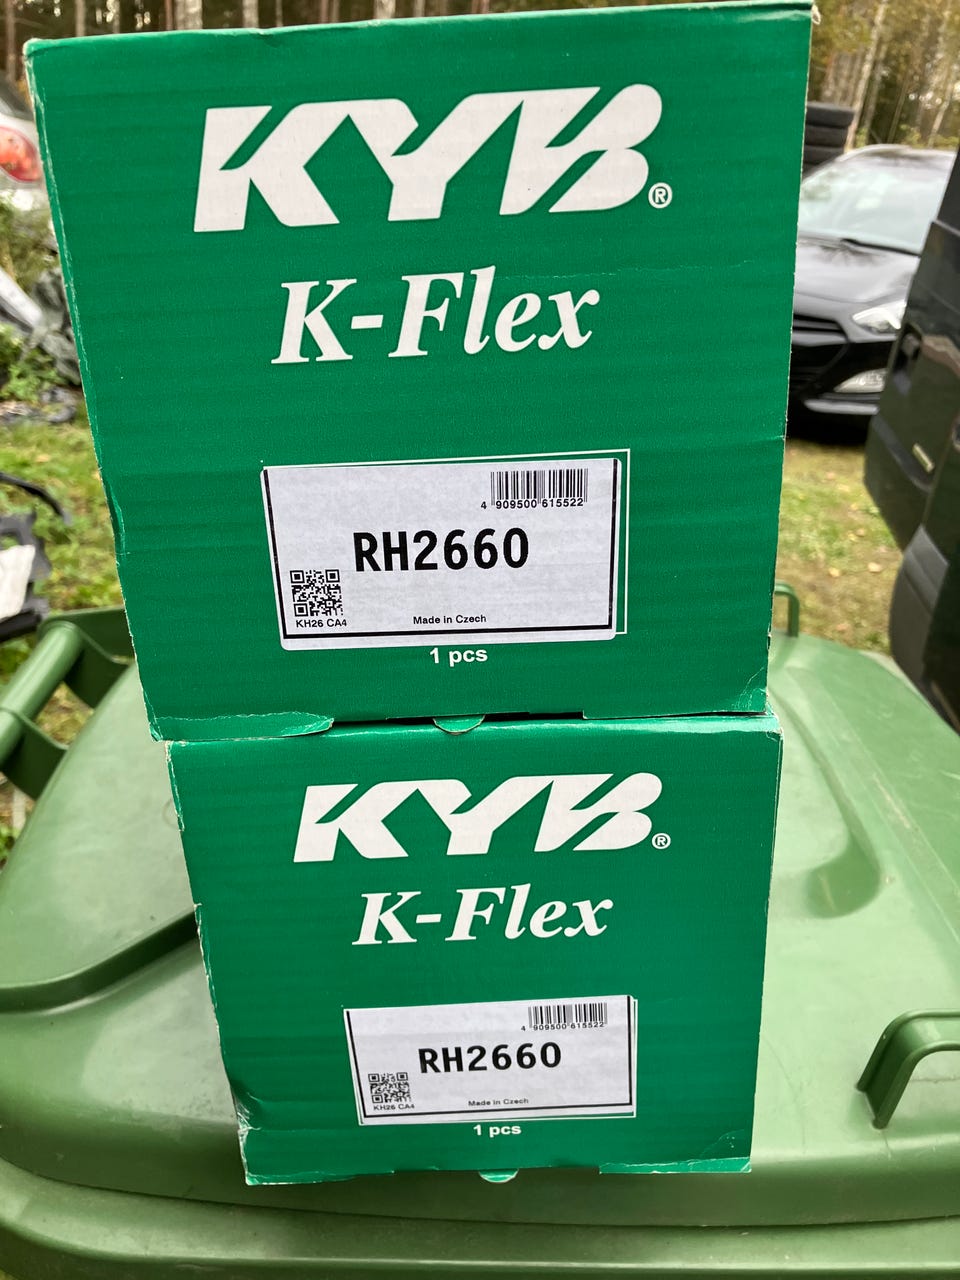 KYB®
K-Flex
4 909500 615522
RH2660
KH26 CA4
Made in Czech
1 pcs
KYB®
K-Flex
4 909500 615522
RH2660
KH26 CA4
Made in Czech
1 pcs